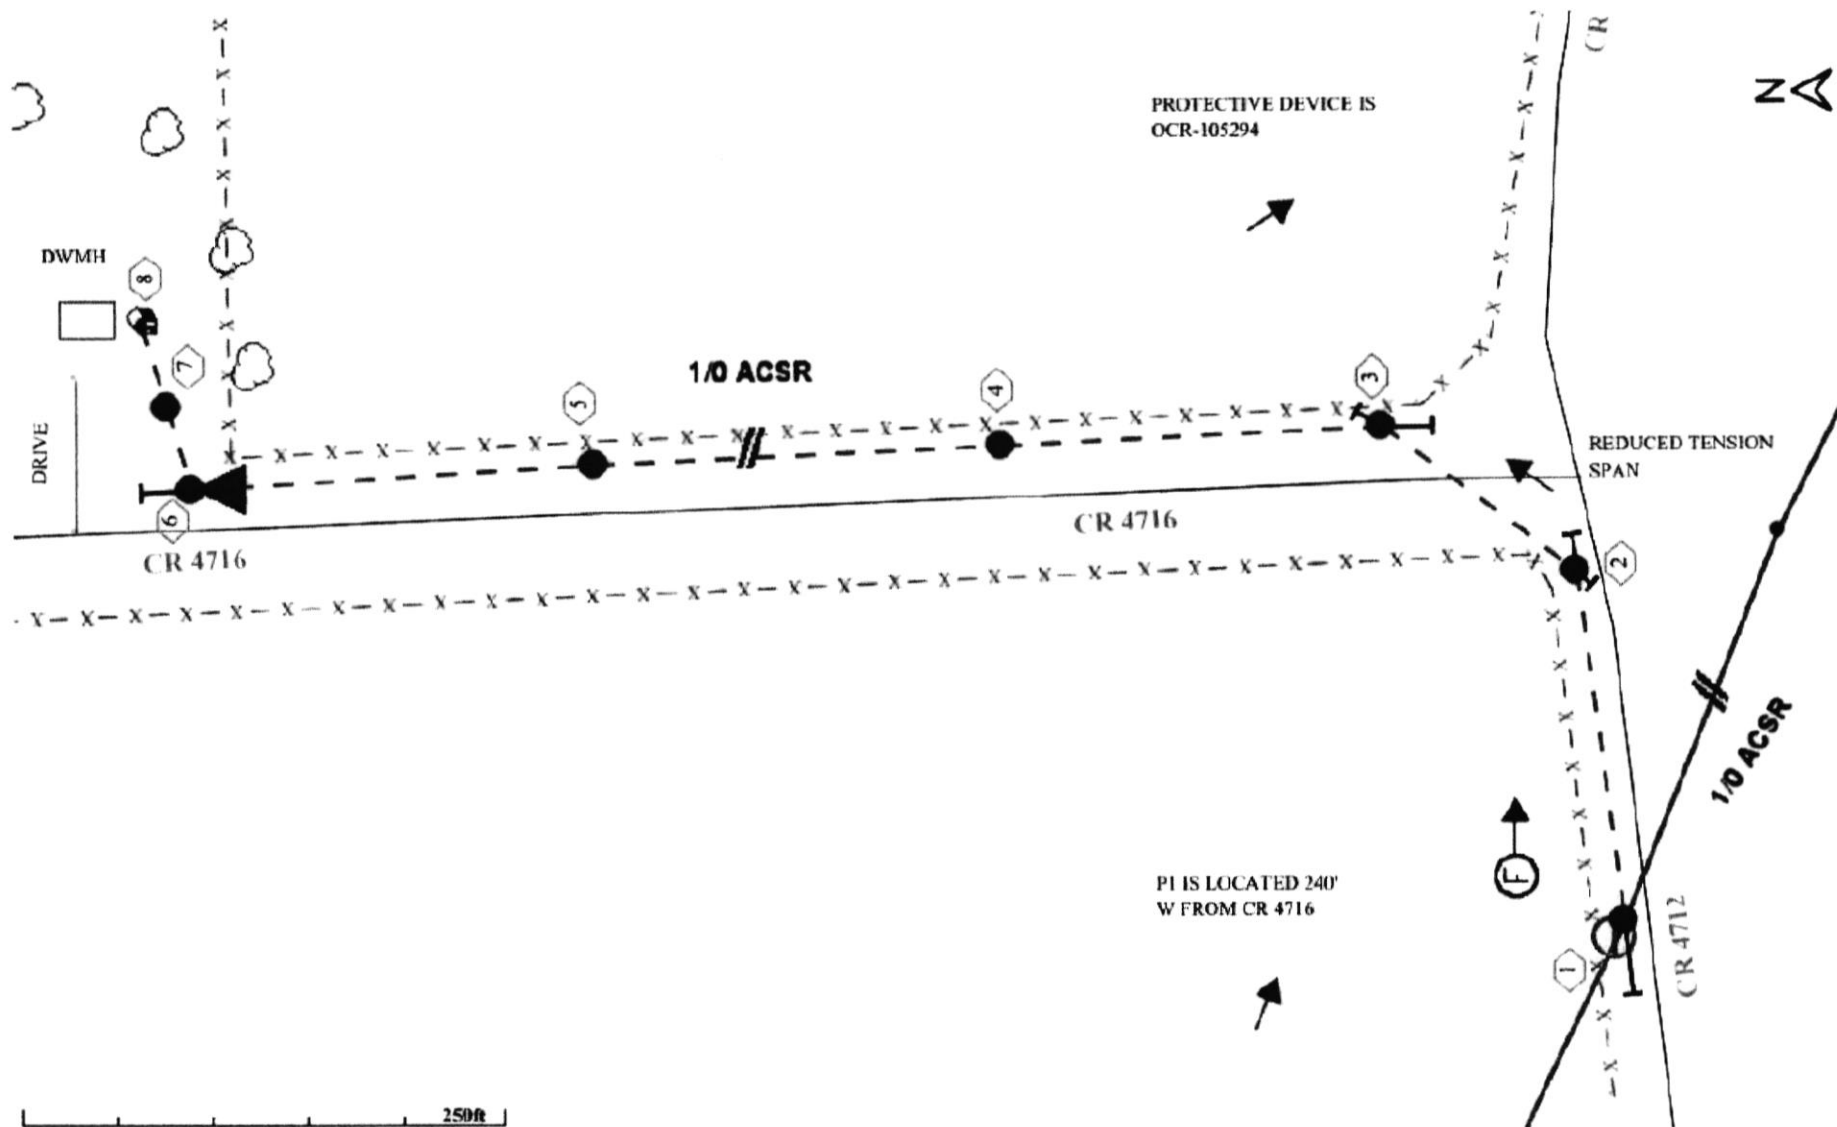 CR
PROTECTIVE DEVICE IS
OCR-105294
N
DWMH
8
7
1/0 ACSR
5
4
3
DRIVE
REDUCED TENSION
SPAN
6
CR 4716
CR 4716
2
1/0 ACSR
F
P1 IS LOCATED 240'
W FROM CR 4716
1
CR 4712
250ft